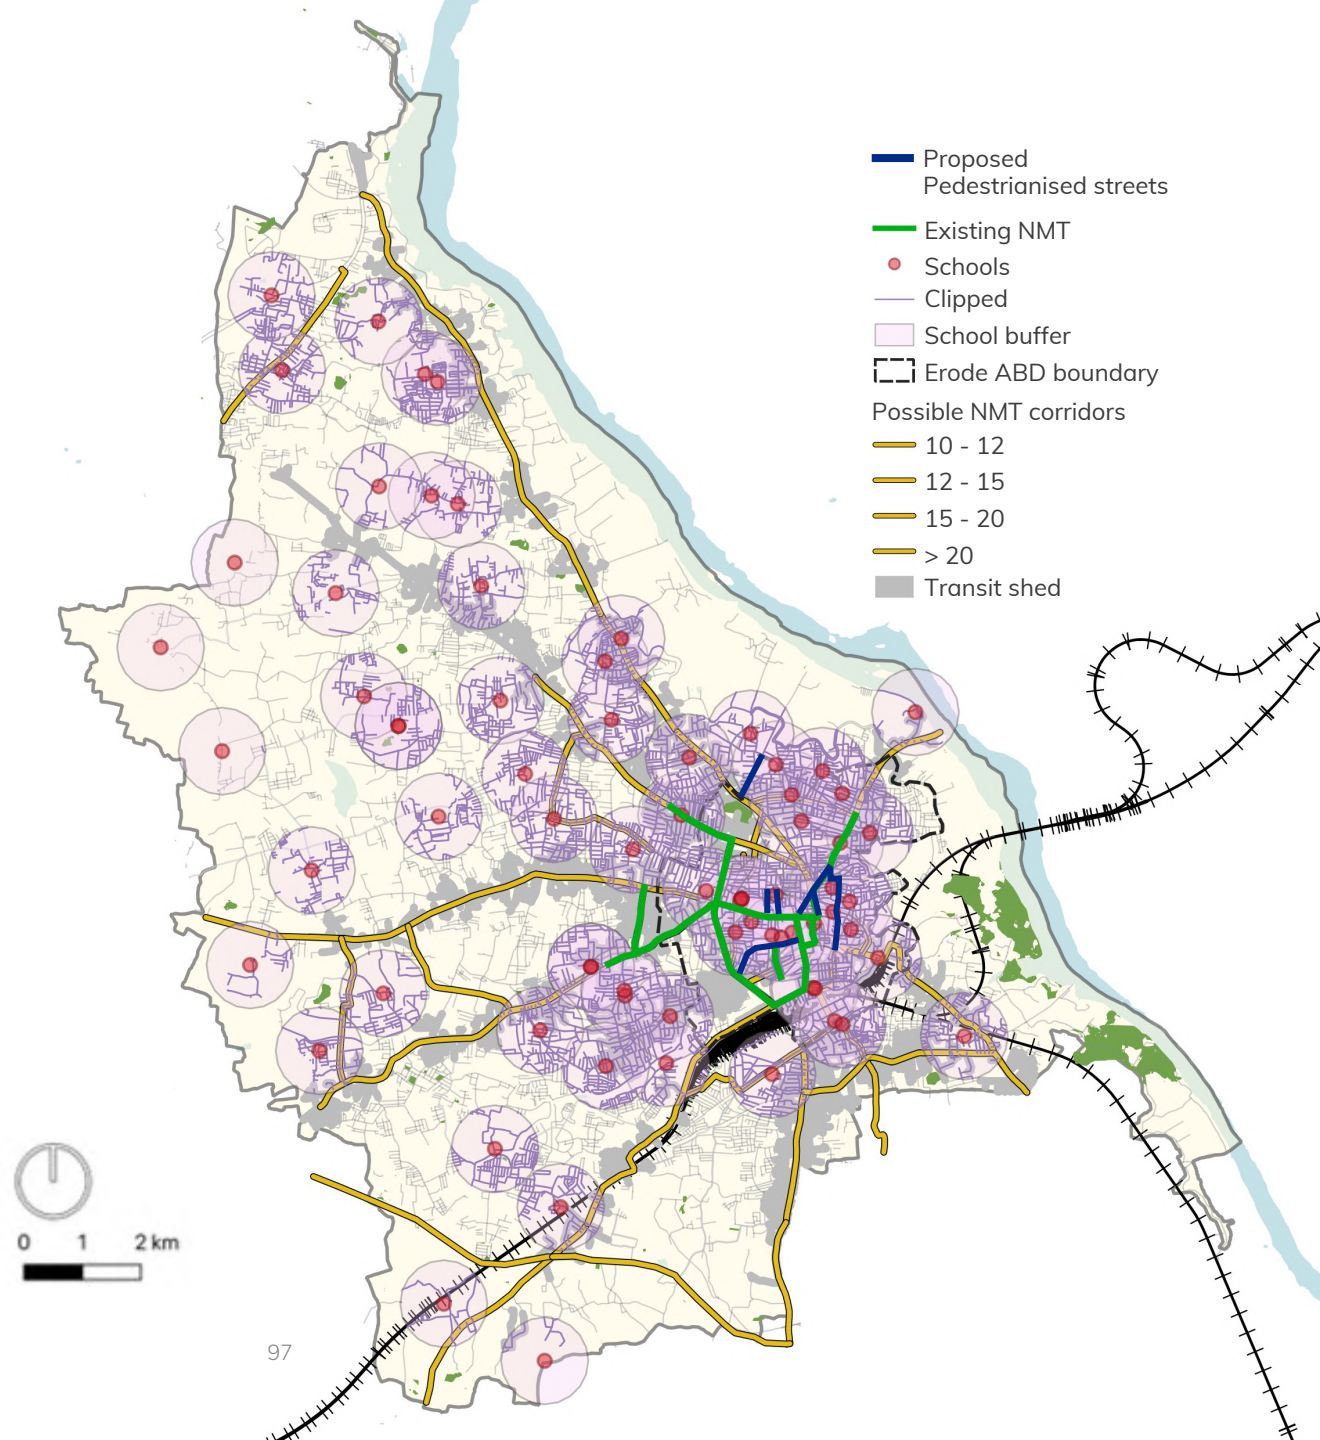 Proposed
Pedestrianised streets
Existing NMT
Schools
Clipped
School buffer
Erode ABD boundary
Possible NMT corridors
10 - 12
12 - 15
15 - 20
> 20
Transit shed
0 1 2 km
97